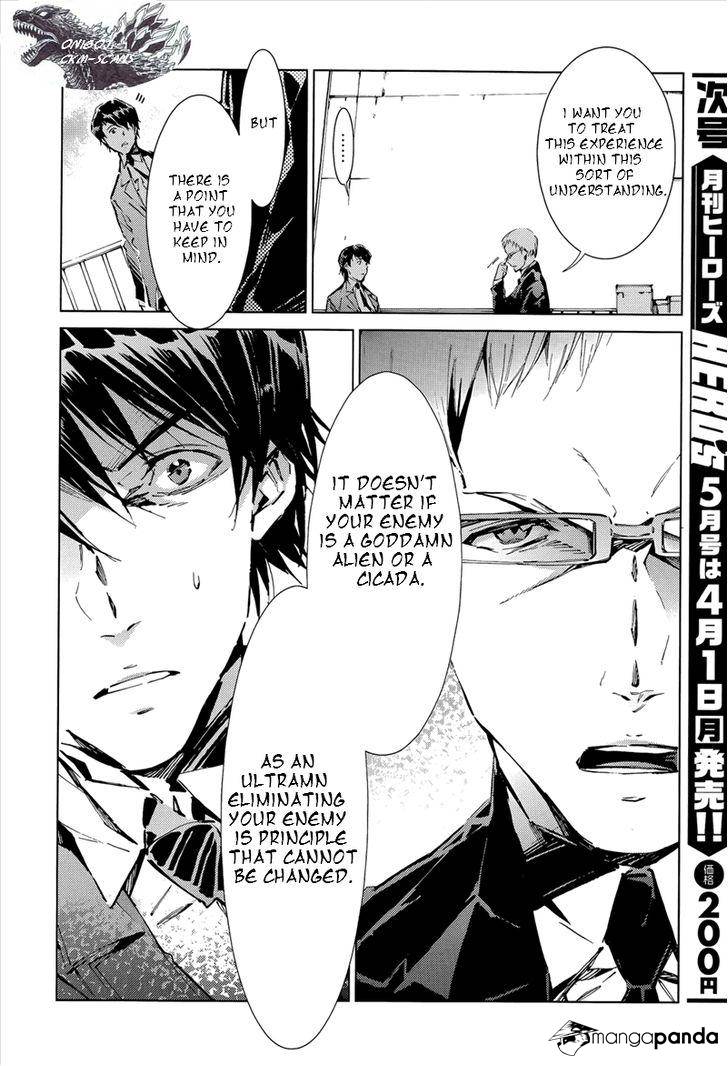 ONIGOJI
CKM-SCANS
I WANT YOU
TO TREAT
THIS EXPERIENCE
WITHIN THIS
SORT OF
UNDERSTANDING.
......
BUT
THERE IS
A POINT
THAT YOU
HAVE TO
KEEP IN
MIND.
IT DOESN'T
MATTER IF
YOUR ENEMY
IS A GODDAMN
ALIEN OR A
CICADA.
AS AN
ULTRAMN
ELIMINATING
YOUR ENEMY
IS PRINCIPLE
THAT CANNOT
BE CHANGED.
次号 月刊ヒーローズ HERO's 5月号は4月1日月発売!! 価格200円
mangapanda